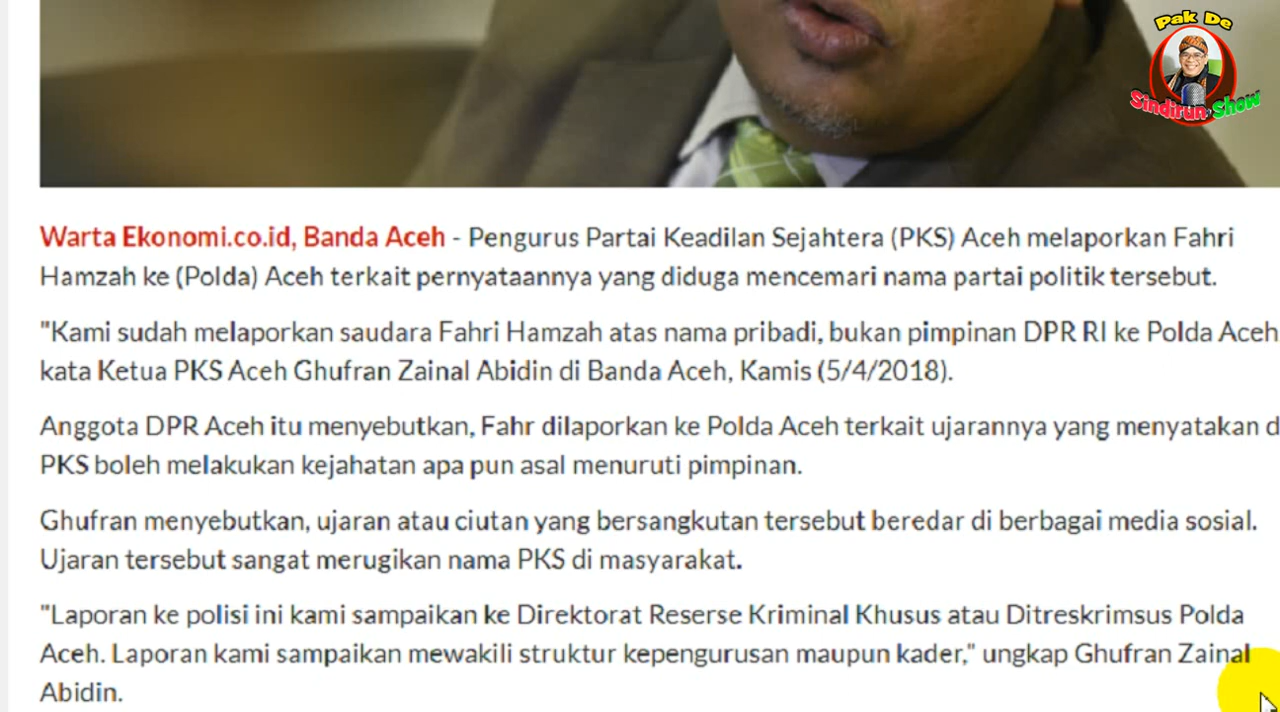 Pak De
Sindirun Show
Warta Ekonomi.co.id, Banda Aceh - Pengurus Partai Keadilan Sejahtera (PKS) Aceh melaporkan Fahri
Hamzah ke (Polda) Aceh terkait pernyataannya yang diduga mencemari nama partai politik tersebut.
"Kami sudah melaporkan saudara Fahri Hamzah atas nama pribadi, bukan pimpinan DPR RI ke Polda Aceh
kata Ketua PKS Aceh Ghufran Zainal Abidin di Banda Aceh, Kamis (5/4/2018).
Anggota DPR Aceh itu menyebutkan, Fahr dilaporkan ke Polda Aceh terkait ujarannya yang menyatakan d
PKS boleh melakukan kejahatan apa pun asal menuruti pimpinan.
Ghufran menyebutkan, ujaran atau ciutan yang bersangkutan tersebut beredar di berbagai media sosial.
Ujaran tersebut sangat merugikan nama PKS di masyarakat.
"Laporan ke polisi ini kami sampaikan ke Direktorat Reserse Kriminal Khusus atau Ditreskrimsus Polda
Aceh. Laporan kami sampaikan mewakili struktur kepengurusan maupun kader," ungkap Ghufran Zainal
Abidin.